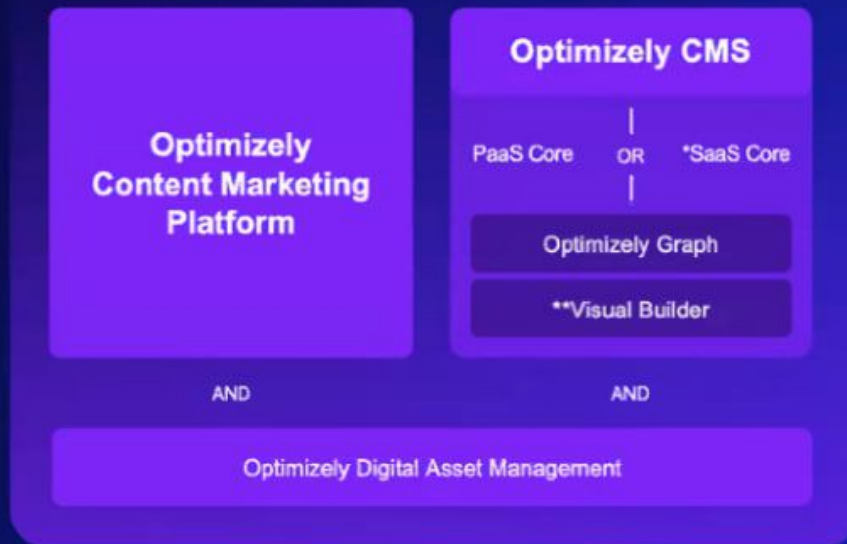 Optimizely
Content Marketing
Platform
Optimizely CMS
PaaS Core OR *SaaS Core
Optimizely Graph
**Visual Builder
AND AND
Optimizely Digital Asset Management